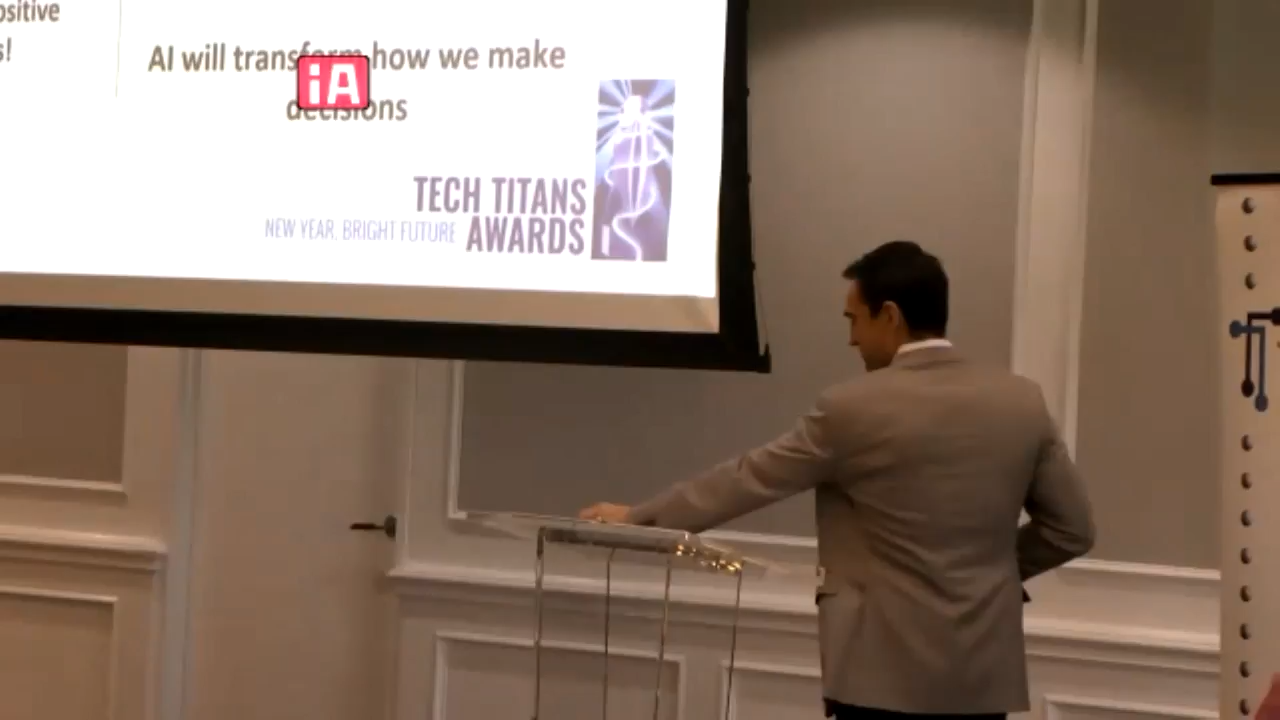 ositive
s!
AI will transform how we make
decisions
iA
TECH TITANS
NEW YEAR, BRIGHT FUTURE AWARDS